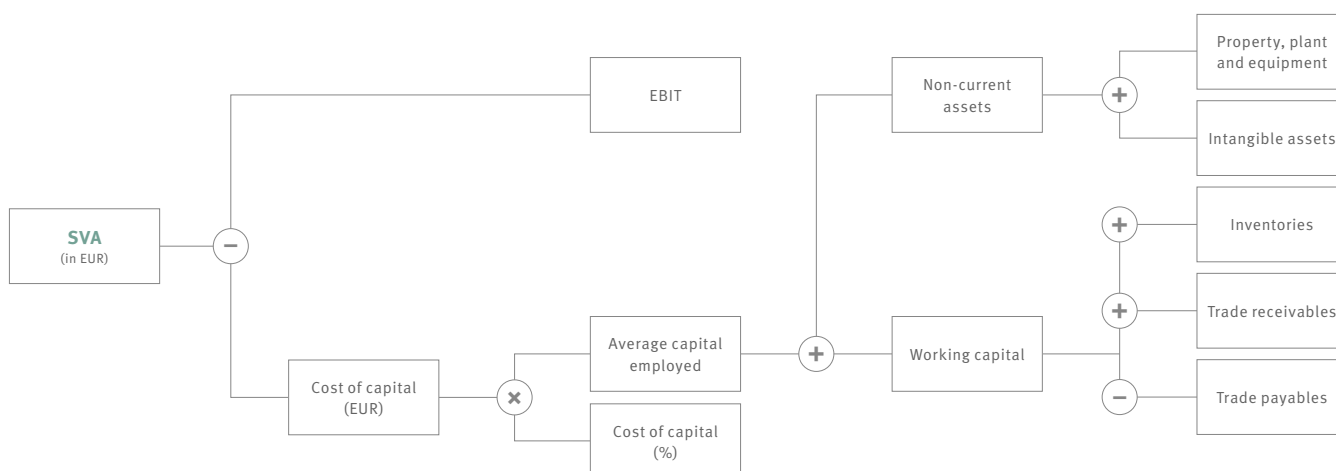 Property, plant
and equipment
EBIT
Non-current
assets
+
Intangible assets
SVA
(in EUR)
−
+
Inventories
+
Trade receivables
Average capital
employed
+
Working capital
Cost of capital
(EUR)
×
−
Trade payables
Cost of capital
(%)